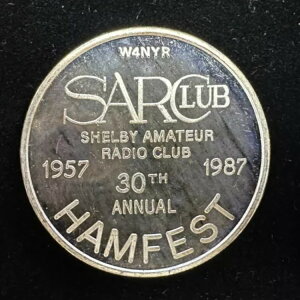 W4NYR
SARCLUB
SHELBY AMATEUR
RADIO CLUB
1957 1987
30TH
ANNUAL
HAMFEST